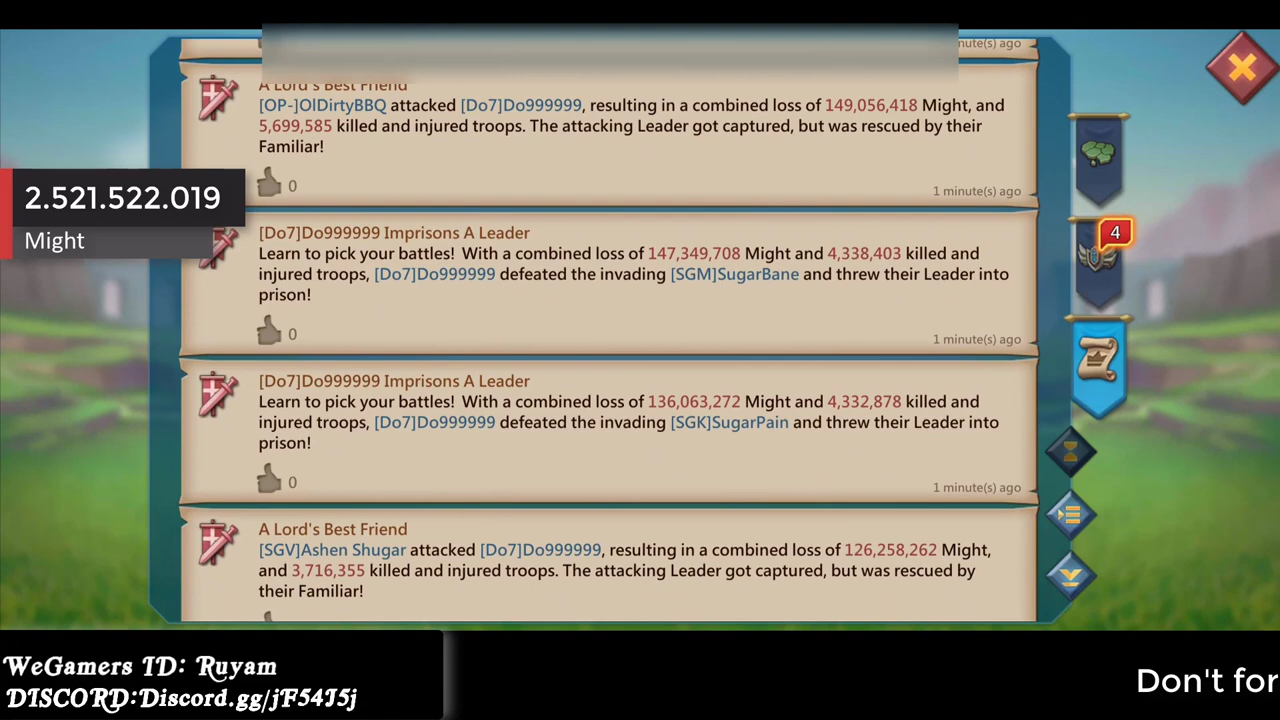 nute(s) ago
A Lord's Best Friend
[OP-]OlDirtyBBQ attacked [Do7]Do999999, resulting in a combined loss of 149,056,418 Might, and
5,699,585 killed and injured troops. The attacking Leader got captured, but was rescued by their
Familiar!
0
1 minute(s) ago
2.521.522.019
Might
[Do7]Do999999 Imprisons A Leader
Learn to pick your battles! With a combined loss of 147,349,708 Might and 4,338,403 killed and
injured troops, [Do7]Do999999 defeated the invading [SGM]SugarBane and threw their Leader into
prison!
0
1 minute(s) ago
4
[Do7]Do999999 Imprisons A Leader
Learn to pick your battles! With a combined loss of 136,063,272 Might and 4,332,878 killed and
injured troops, [Do7]Do999999 defeated the invading [SGK]SugarPain and threw their Leader into
prison!
0
1 minute(s) ago
A Lord's Best Friend
[SGV]Ashen Shugar attacked [Do7]Do999999, resulting in a combined loss of 126,258,262 Might,
and 3,716,355 killed and injured troops. The attacking Leader got captured, but was rescued by
their Familiar!
WeGamers ID: Ruyam
DISCORD:Discord.gg/jF54J5j
Don't for